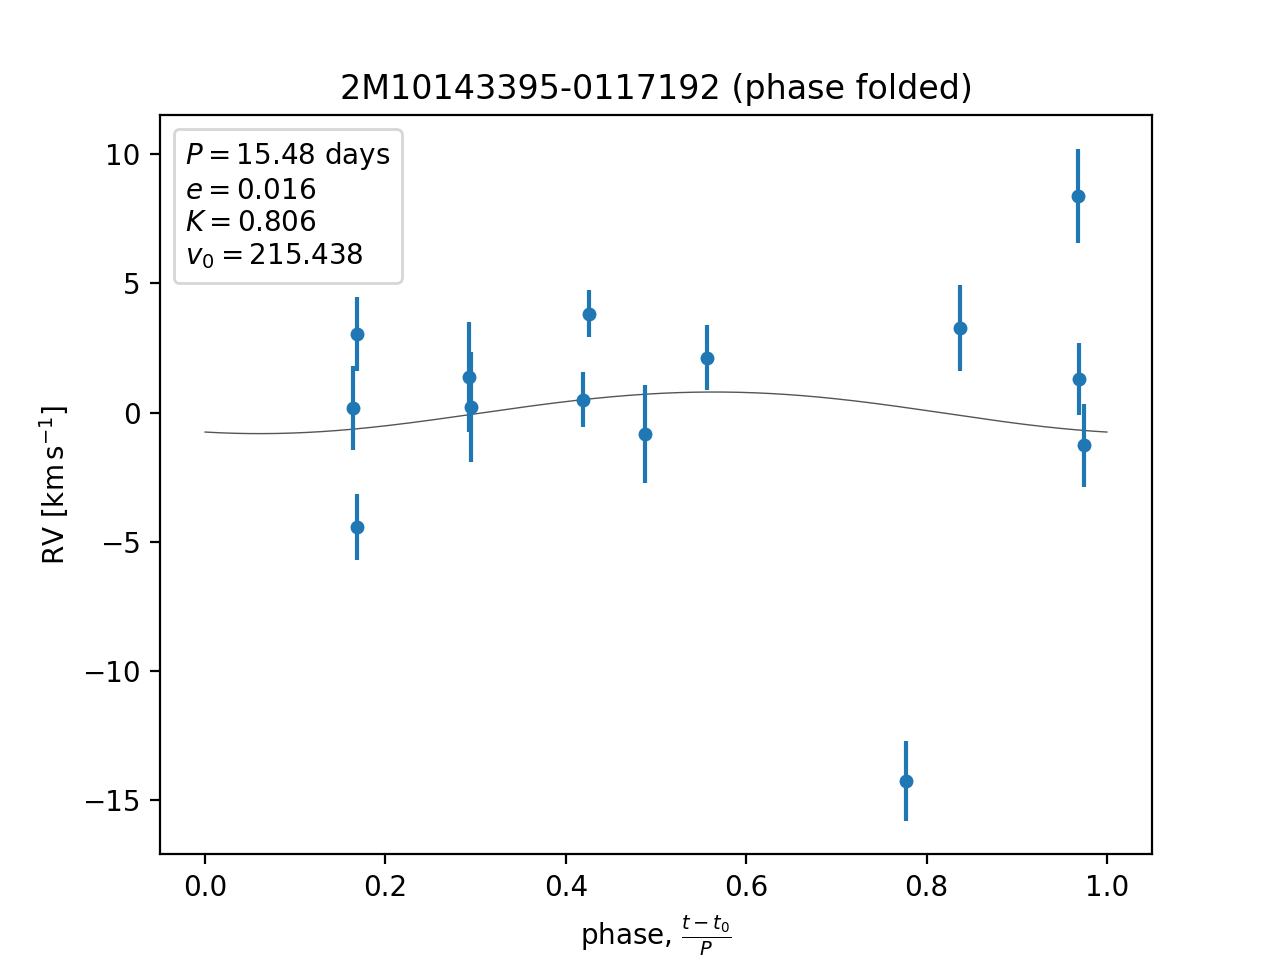 2M10143395-0117192 (phase folded)
P = 15.48 days
e = 0.016
K = 0.806
v₀ = 215.438
10
5
0
−5
−10
−15
RV [km s⁻¹]
0.0 0.2 0.4 0.6 0.8 1.0
phase, (t − t₀)/P